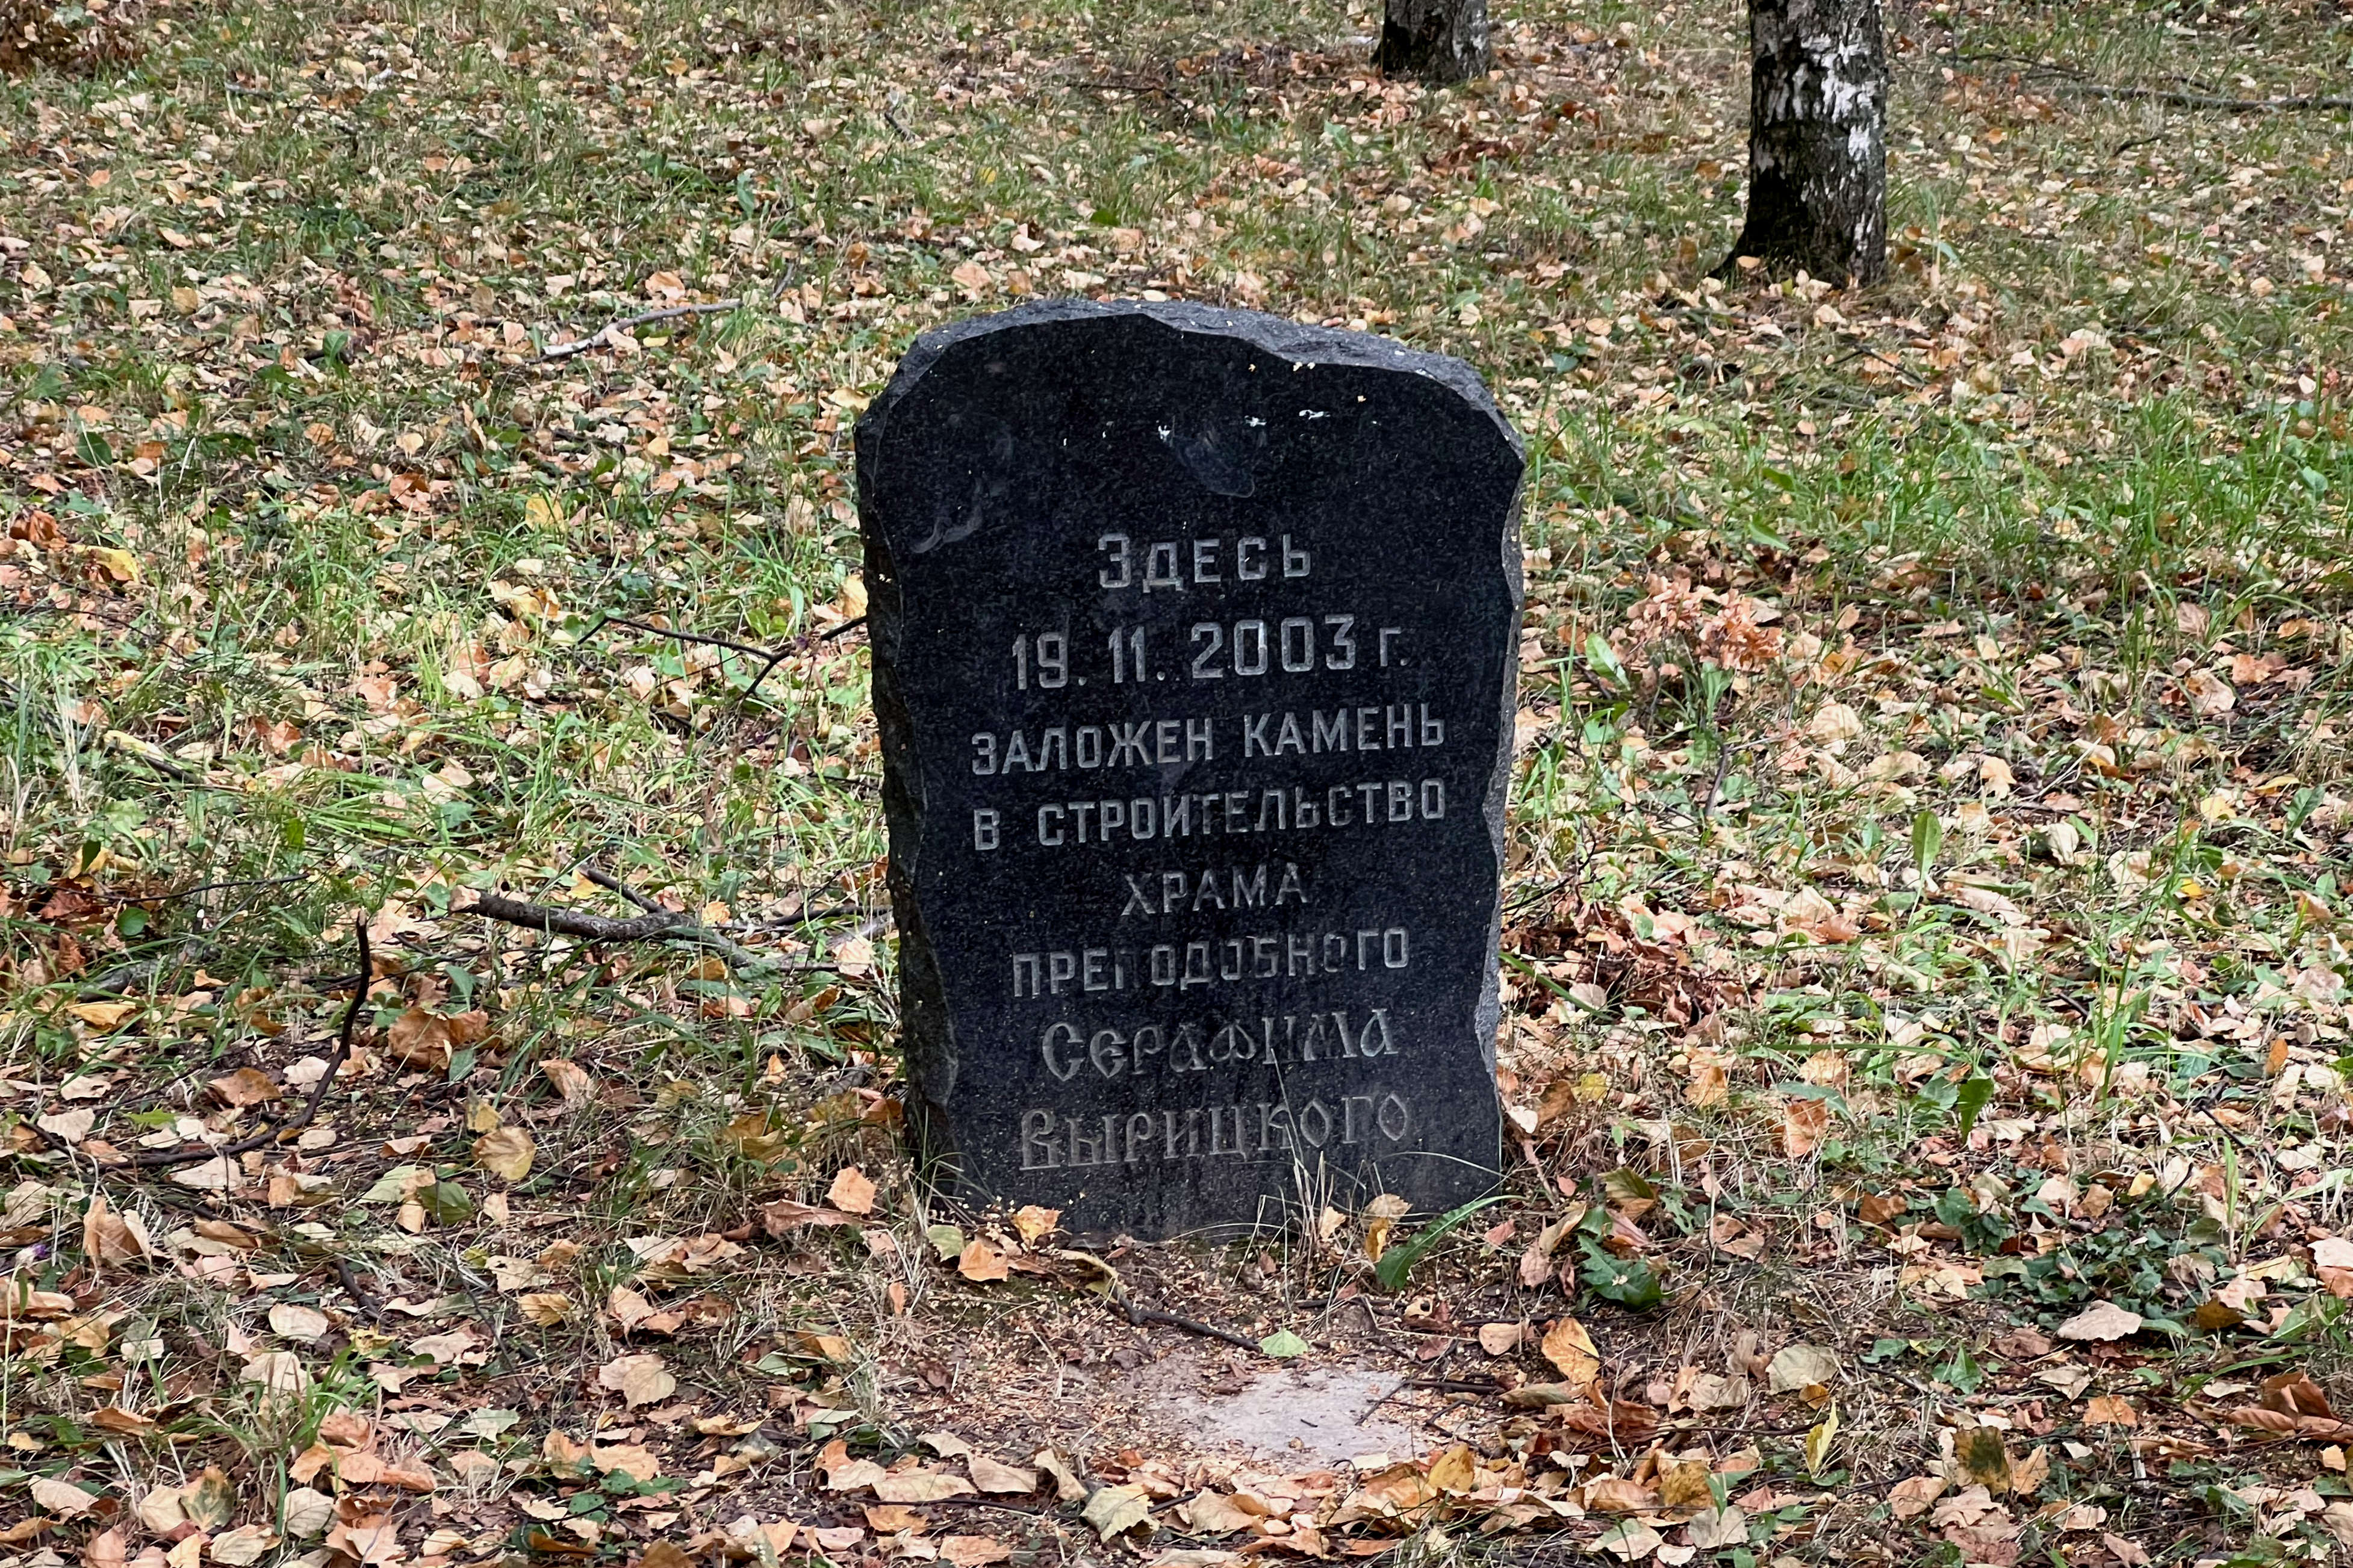 Здесь
19.11.2003 г.
заложен камень
в строительство
храма
преподобного
Серафима
Вырицкого